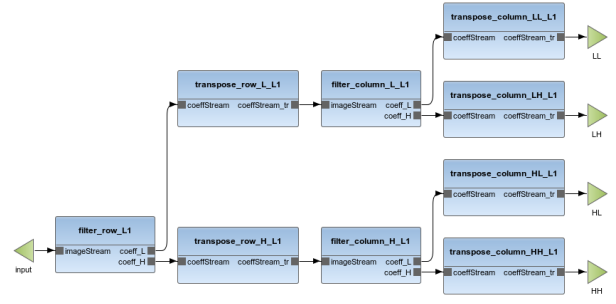 transpose_column_LL_L1
coeffStream coeffStream_tr
LL
transpose_row_L_L1
coeffStream coeffStream_tr
filter_column_L_L1
imageStream coeff_L
coeff_H
transpose_column_LH_L1
coeffStream coeffStream_tr
LH
transpose_column_HL_L1
coeffStream coeffStream_tr
HL
input
filter_row_L1
imageStream coeff_L
coeff_H
transpose_row_H_L1
coeffStream coeffStream_tr
filter_column_H_L1
imageStream coeff_L
coeff_H
transpose_column_HH_L1
coeffStream coeffStream_tr
HH